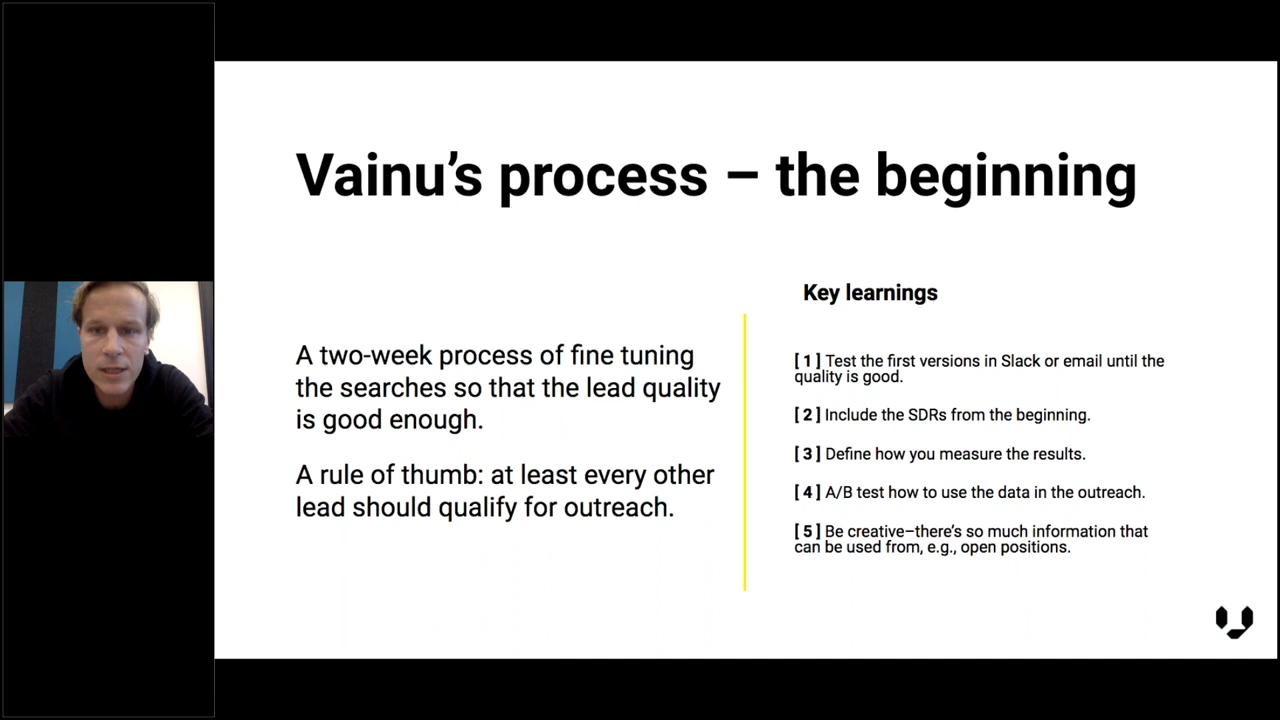 Vainu’s process – the beginning
A two-week process of fine tuning
the searches so that the lead quality
is good enough.
A rule of thumb: at least every other
lead should qualify for outreach.
Key learnings
[ 1 ] Test the first versions in Slack or email until the
quality is good.
[ 2 ] Include the SDRs from the beginning.
[ 3 ] Define how you measure the results.
[ 4 ] A/B test how to use the data in the outreach.
[ 5 ] Be creative–there’s so much information that
can be used from, e.g., open positions.